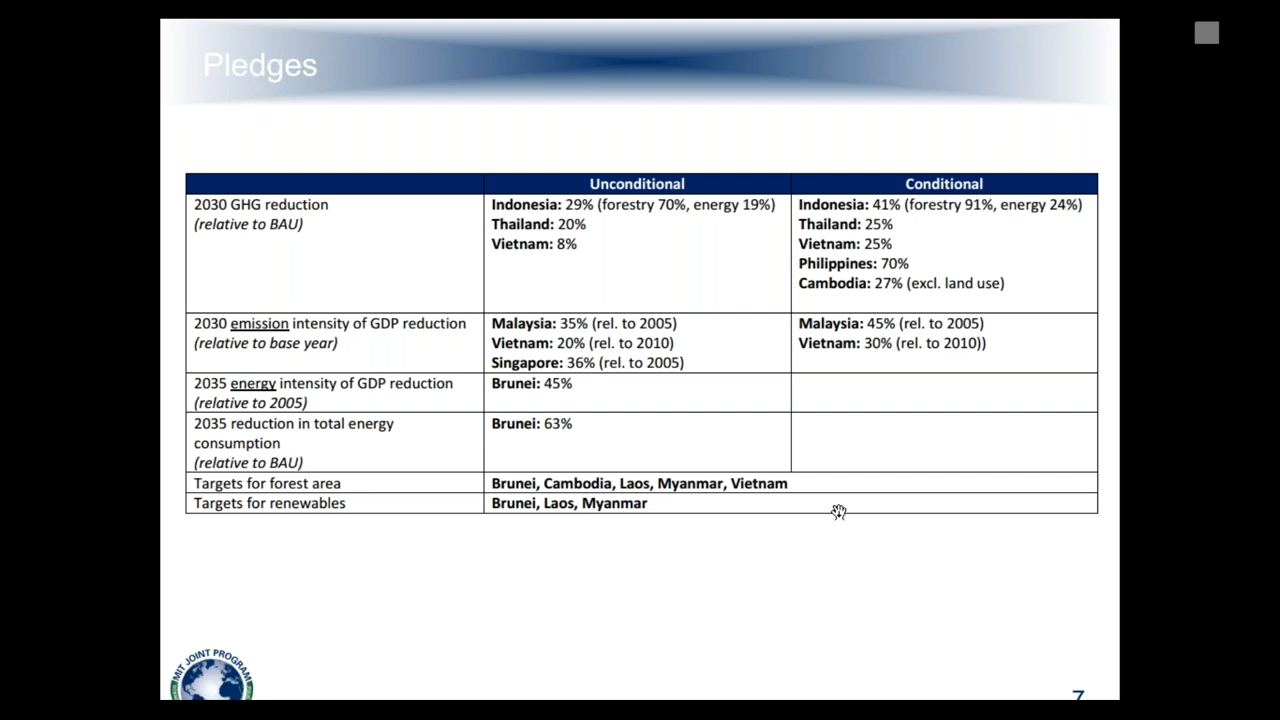 Pledges
Unconditional
Conditional
2030 GHG reduction
(relative to BAU)
Indonesia: 29% (forestry 70%, energy 19%)
Thailand: 20%
Vietnam: 8%
Indonesia: 41% (forestry 91%, energy 24%)
Thailand: 25%
Vietnam: 25%
Philippines: 70%
Cambodia: 27% (excl. land use)
2030 emission intensity of GDP reduction
(relative to base year)
Malaysia: 35% (rel. to 2005)
Vietnam: 20% (rel. to 2010)
Singapore: 36% (rel. to 2005)
Malaysia: 45% (rel. to 2005)
Vietnam: 30% (rel. to 2010))
2035 energy intensity of GDP reduction
(relative to 2005)
Brunei: 45%
2035 reduction in total energy
consumption
(relative to BAU)
Brunei: 63%
Targets for forest area
Brunei, Cambodia, Laos, Myanmar, Vietnam
Targets for renewables
Brunei, Laos, Myanmar
MIT JOINT PROGRAM
7